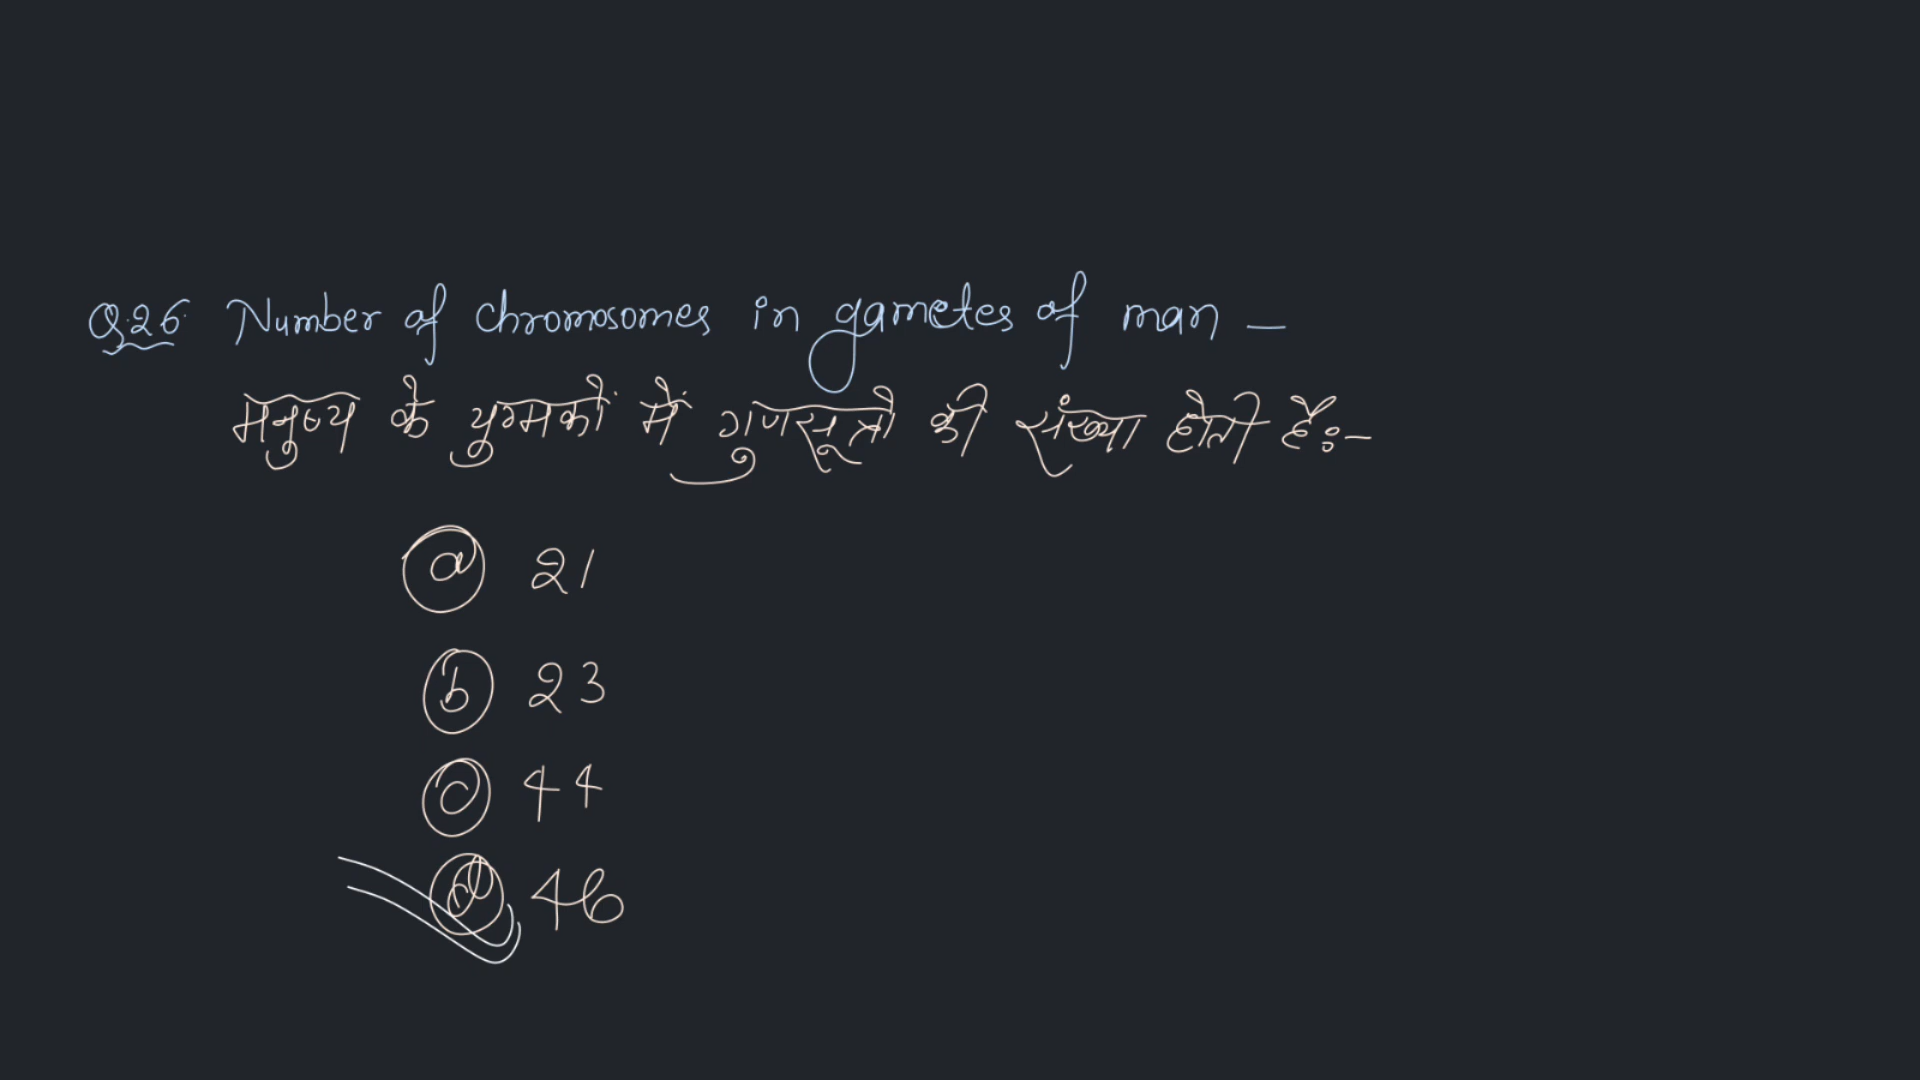 Q.26 Number of chromosomes in gametes of man –
मनुष्य के युग्मकों में गुणसूत्रो की संख्या होती हैं:-
(a) 21
(b) 23
(c) 44
(d) 46